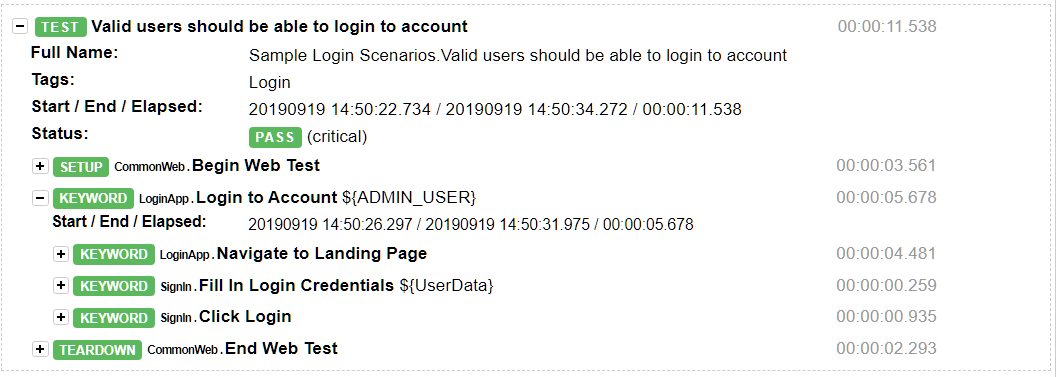 TEST Valid users should be able to login to account 00:00:11.538
Full Name: Sample Login Scenarios.Valid users should be able to login to account
Tags: Login
Start / End / Elapsed: 20190919 14:50:22.734 / 20190919 14:50:34.272 / 00:00:11.538
Status: PASS (critical)
SETUP CommonWeb.Begin Web Test 00:00:03.561
KEYWORD LoginApp.Login to Account ${ADMIN_USER} 00:00:05.678
Start / End / Elapsed: 20190919 14:50:26.297 / 20190919 14:50:31.975 / 00:00:05.678
KEYWORD LoginApp.Navigate to Landing Page 00:00:04.481
KEYWORD SignIn.Fill In Login Credentials ${UserData} 00:00:00.259
KEYWORD SignIn.Click Login 00:00:00.935
TEARDOWN CommonWeb.End Web Test 00:00:02.293